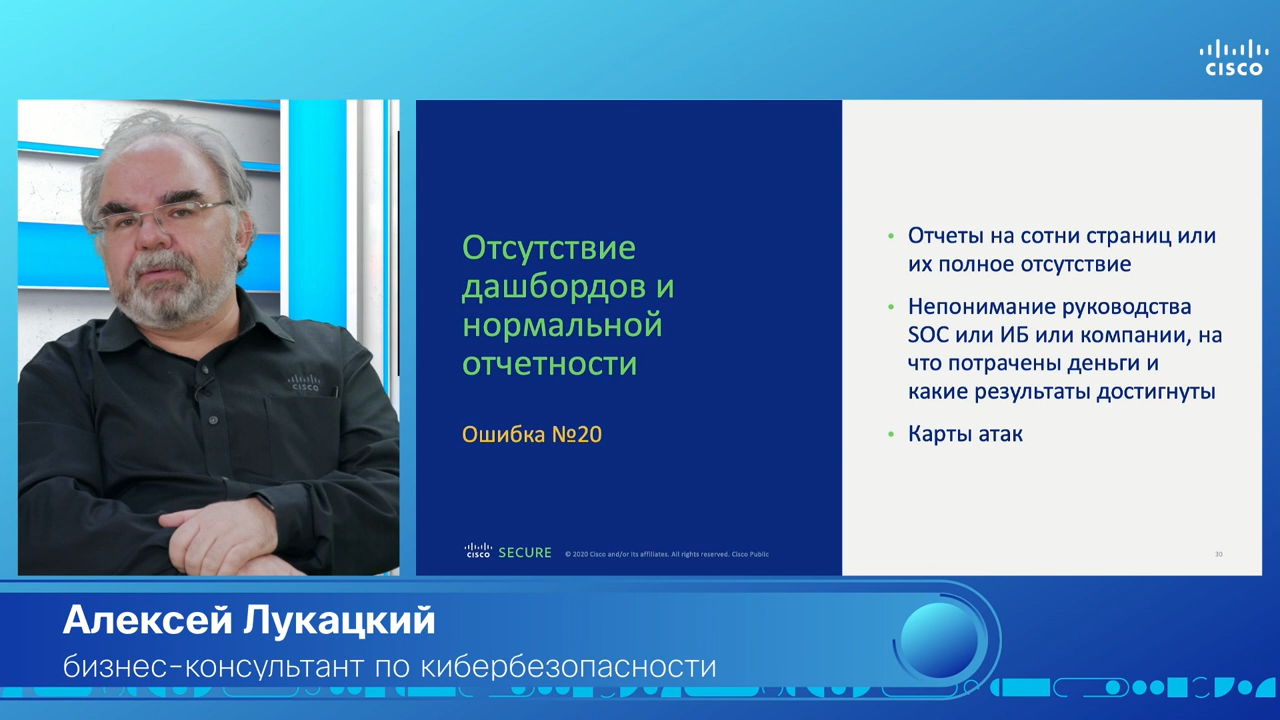 CISCO
Отсутствие
дашбордов и
нормальной
отчетности
Ошибка №20
CISCO SECURE © 2020 Cisco and/or its affiliates. All rights reserved. Cisco Public
Отчеты на сотни страниц или
их полное отсутствие
Непонимание руководства
SOC или ИБ или компании, на
что потрачены деньги и
какие результаты достигнуты
Карты атак
30
CISCO
Алексей Лукацкий
бизнес-консультант по кибербезопасности